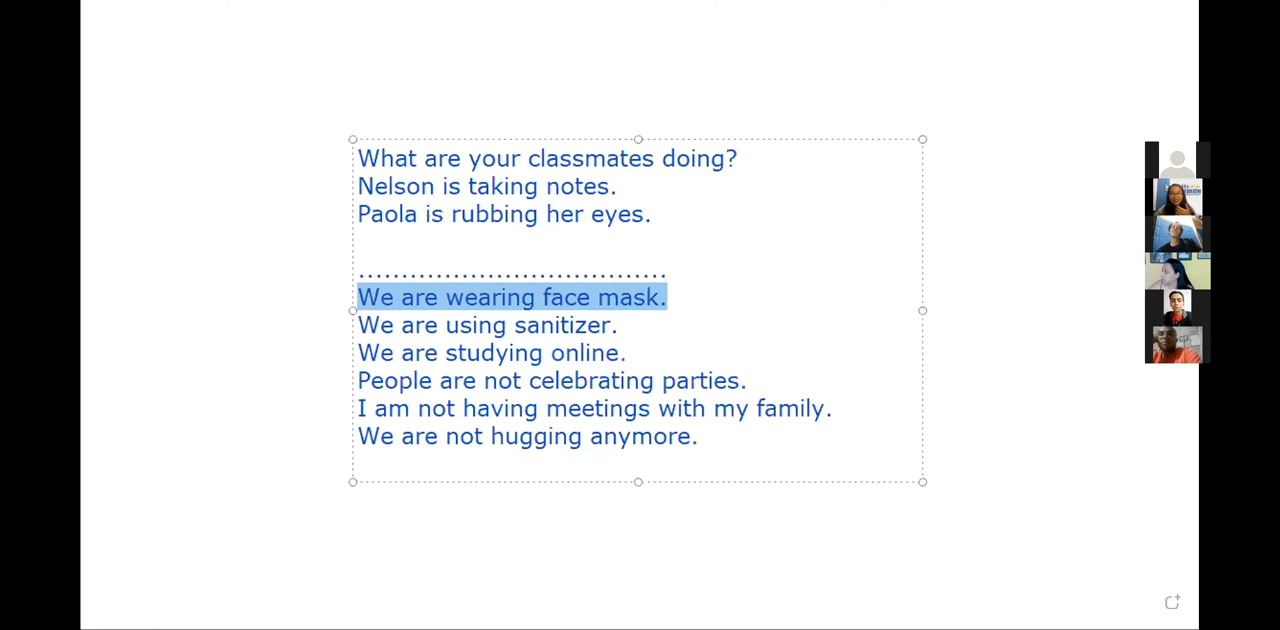 What are your classmates doing?
Nelson is taking notes.
Paola is rubbing her eyes.
...................................
We are wearing face mask.
We are using sanitizer.
We are studying online.
People are not celebrating parties.
I am not having meetings with my family.
We are not hugging anymore.